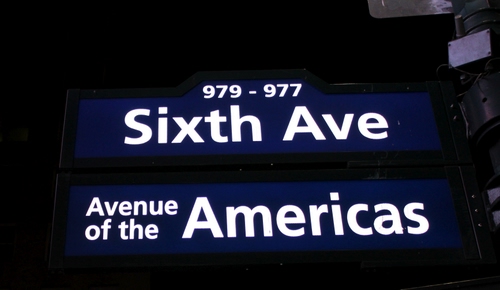 979 - 977
Sixth Ave
Avenue
of the Americas